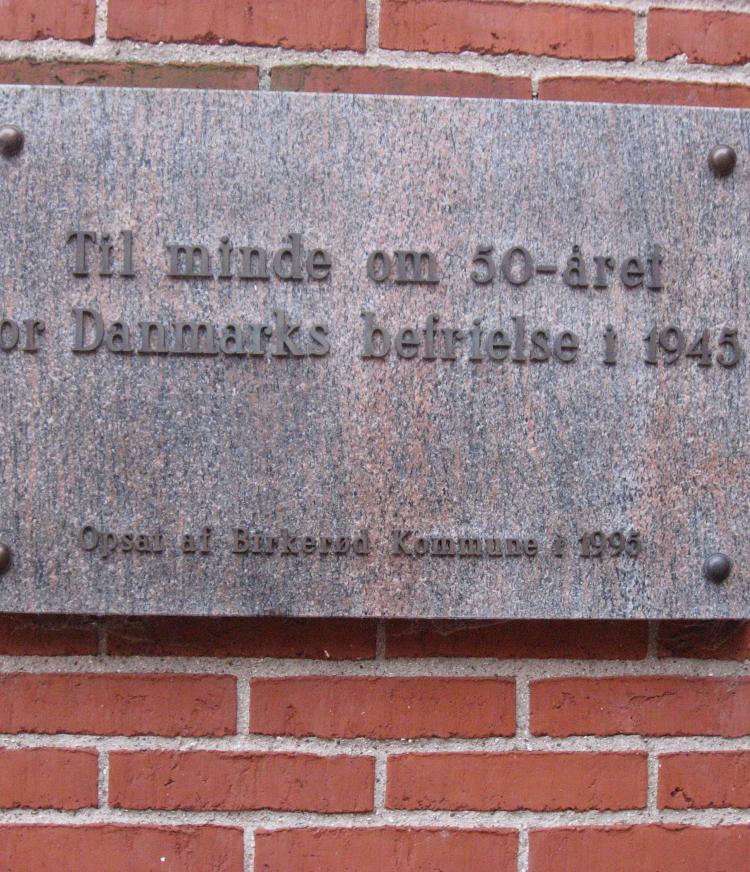 Til minde om 50-året
or Danmarks befrielse i 1945
Opsat af Birkerød Kommune i 1995